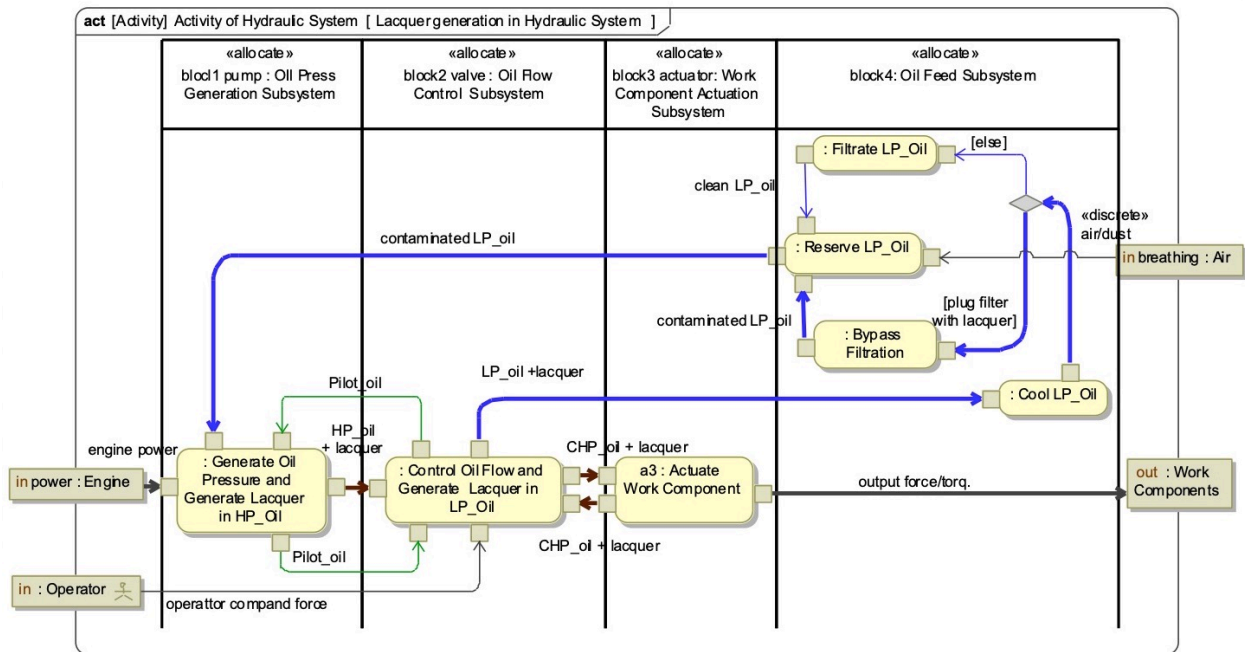 act [Activity] Activity of Hydraulic System [ Lacquer generation in Hydraulic System ]
«allocate»
blocl1 pump : OIl Press
Generation Subsystem
«allocate»
block2 valve : Oil Flow
Control Subsystem
«allocate»
block3 actuator: Work
Component Actuation
Subsystem
«allocate»
block4: Oil Feed Subsystem
: Filtrate LP_Oil
[else]
clean LP_oil
«discrete»
air/dust
contaminated LP_oil
: Reserve LP_Oil
in breathing : Air
[plug filter
with lacquer]
contaminated LP_oil
: Bypass
Filtration
Pilot_oil
LP_oil +lacquer
: Cool LP_Oil
HP_oil
+ lacquer
engine power
CHP_oil + lacquer
in power : Engine
: Generate Oil
Pressure and
Generate Lacquer
in HP_Oil
: Control Oil Flow and
Generate Lacquer in
LP_Oil
a3 : Actuate
Work Component
output force/torq.
out : Work
Components
Pilot_oil
CHP_oil + lacquer
in : Operator
operattor compand force